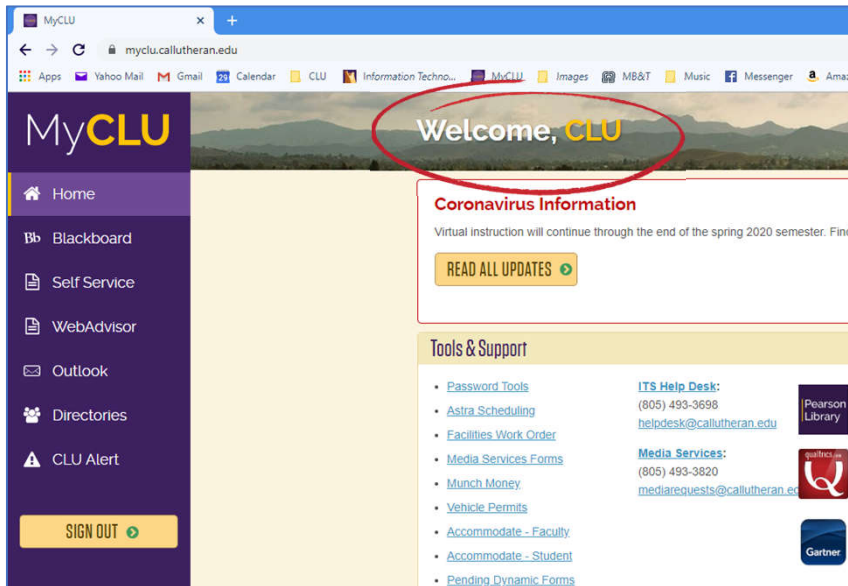 MyCLU
myclu.callutheran.edu
Apps Yahoo Mail Gmail 29 Calendar CLU Information Techno... MyCLU Images MB&T Music Messenger
MyCLU
Welcome, CLU
Home
Bb Blackboard
Self Service
WebAdvisor
Outlook
Directories
CLU Alert
SIGN OUT
Coronavirus Information
Virtual instruction will continue through the end of the spring 2020 semester.
READ ALL UPDATES
Tools & Support
Password Tools
Astra Scheduling
Facilities Work Order
Media Services Forms
Munch Money
Vehicle Permits
Accommodate - Faculty
Accommodate - Student
Pending Dynamic Forms
ITS Help Desk:
(805) 493-3698
helpdesk@callutheran.edu
Media Services:
(805) 493-3820
Pearson
Library
Q
Gartner